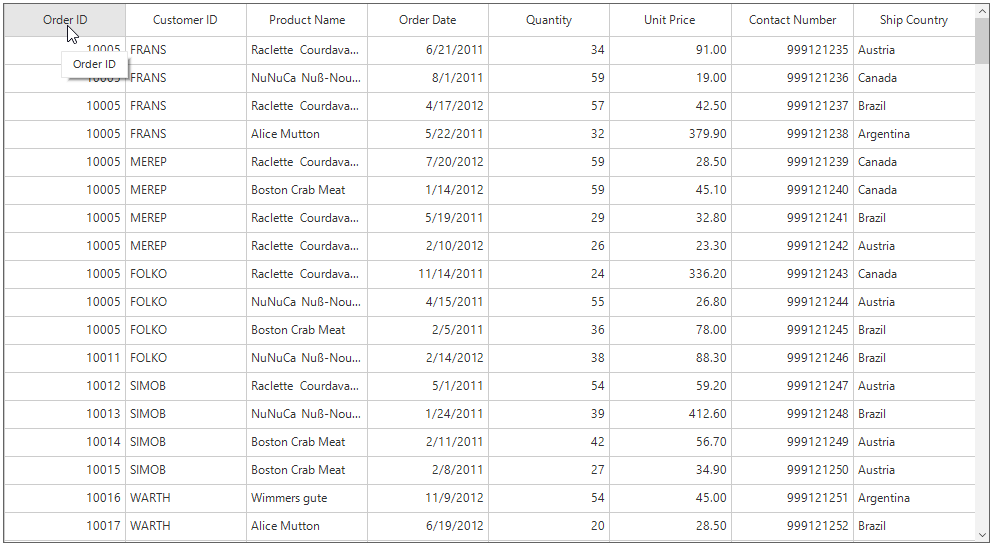 Order ID Customer ID Product Name Order Date Quantity Unit Price Contact Number Ship Country
10005 FRANS Raclette Courdava... 6/21/2011 34 91.00 999121235 Austria
Order ID
10005 FRANS NuNuCa Nuß-Nou... 8/1/2011 59 19.00 999121236 Canada
10005 FRANS Raclette Courdava... 4/17/2012 57 42.50 999121237 Brazil
10005 FRANS Alice Mutton 5/22/2011 32 379.90 999121238 Argentina
10005 MEREP Raclette Courdava... 7/20/2012 59 28.50 999121239 Canada
10005 MEREP Boston Crab Meat 1/14/2012 59 45.10 999121240 Canada
10005 MEREP Raclette Courdava... 5/19/2011 29 32.80 999121241 Brazil
10005 MEREP Raclette Courdava... 2/10/2012 26 23.30 999121242 Austria
10005 FOLKO Raclette Courdava... 11/14/2011 24 336.20 999121243 Canada
10005 FOLKO NuNuCa Nuß-Nou... 4/15/2011 55 26.80 999121244 Austria
10005 FOLKO Boston Crab Meat 2/5/2011 36 78.00 999121245 Brazil
10011 FOLKO NuNuCa Nuß-Nou... 2/14/2012 38 88.30 999121246 Brazil
10012 SIMOB Raclette Courdava... 5/1/2011 54 59.20 999121247 Austria
10013 SIMOB NuNuCa Nuß-Nou... 1/24/2011 39 412.60 999121248 Brazil
10014 SIMOB Boston Crab Meat 2/11/2011 42 56.70 999121249 Austria
10015 SIMOB Boston Crab Meat 2/8/2011 27 34.90 999121250 Austria
10016 WARTH Wimmers gute 11/9/2012 54 45.00 999121251 Argentina
10017 WARTH Alice Mutton 6/19/2012 20 28.50 999121252 Brazil